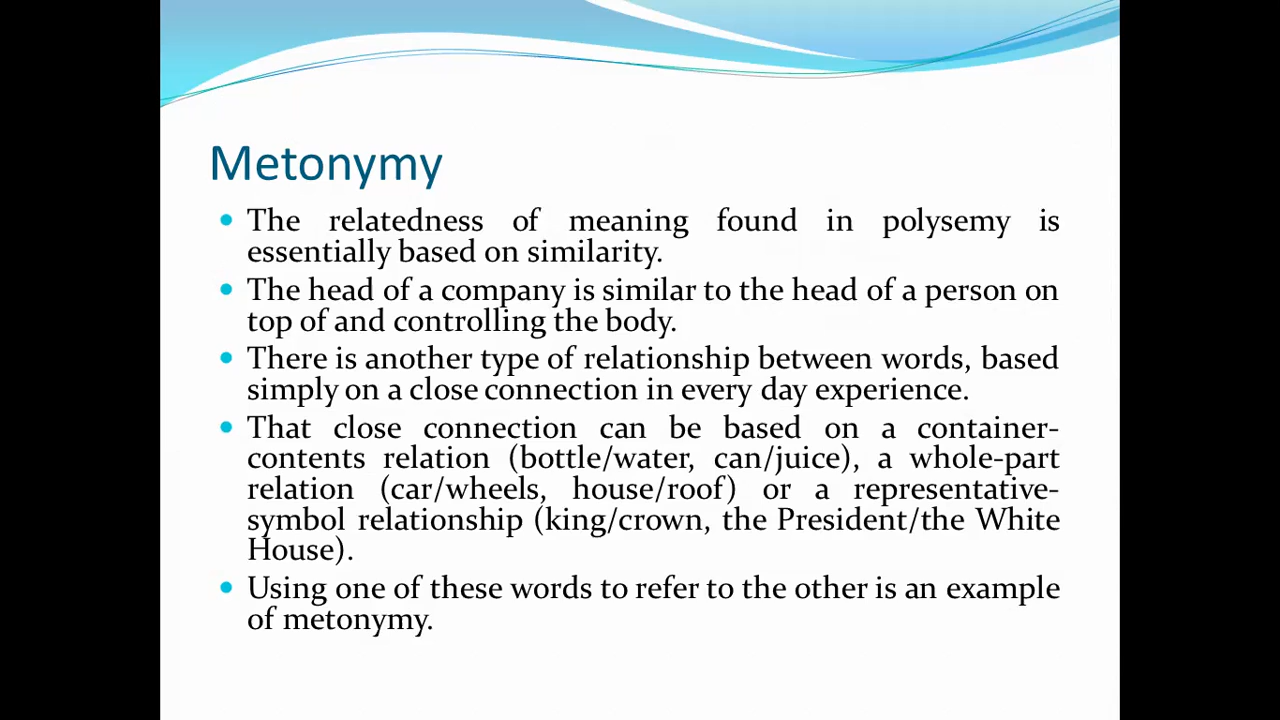 Metonymy
The relatedness of meaning found in polysemy is
essentially based on similarity.
The head of a company is similar to the head of a person on
top of and controlling the body.
There is another type of relationship between words, based
simply on a close connection in every day experience.
That close connection can be based on a container-
contents relation (bottle/water, can/juice), a whole-part
relation (car/wheels, house/roof) or a representative-
symbol relationship (king/crown, the President/the White
House).
Using one of these words to refer to the other is an example
of metonymy.